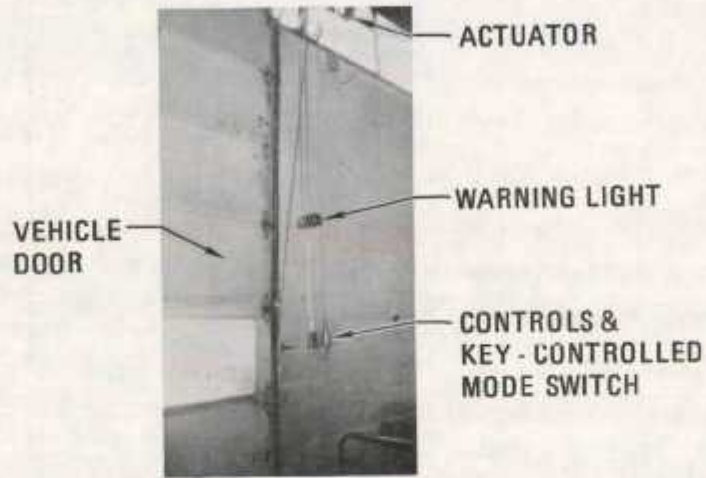 ACTUATOR
WARNING LIGHT
VEHICLE
DOOR
CONTROLS &
KEY - CONTROLLED
MODE SWITCH